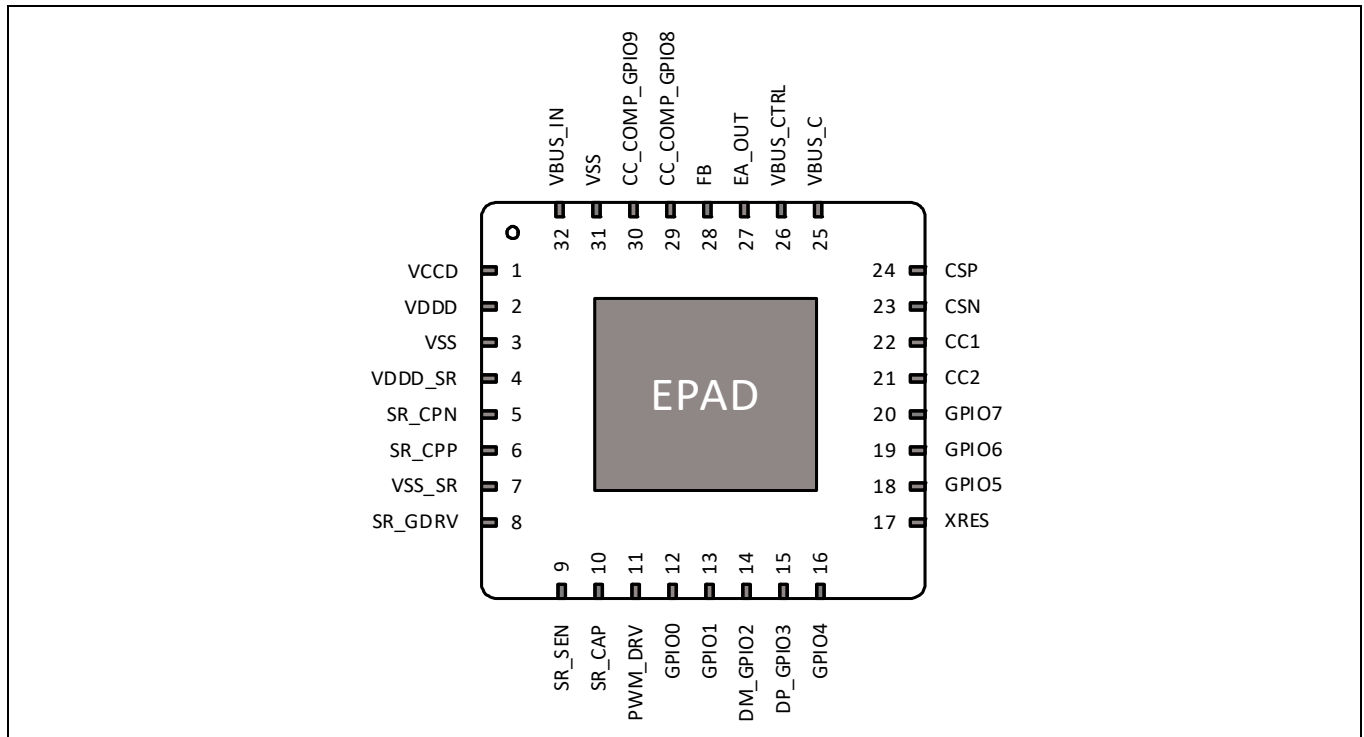 VBUS_IN
VSS
CC_COMP_GPIO9
CC_COMP_GPIO8
FB
EA_OUT
VBUS_CTRL
VBUS_C
32
31
30
29
28
27
26
25
VCCD 1
VDDD 2
VSS 3
VDDD_SR 4
SR_CPN 5
SR_CPP 6
VSS_SR 7
SR_GDRV 8
EPAD
24 CSP
23 CSN
22 CC1
21 CC2
20 GPIO7
19 GPIO6
18 GPIO5
17 XRES
9
10
11
12
13
14
15
16
SR_SEN
SR_CAP
PWM_DRV
GPIO0
GPIO1
DM_GPIO2
DP_GPIO3
GPIO4